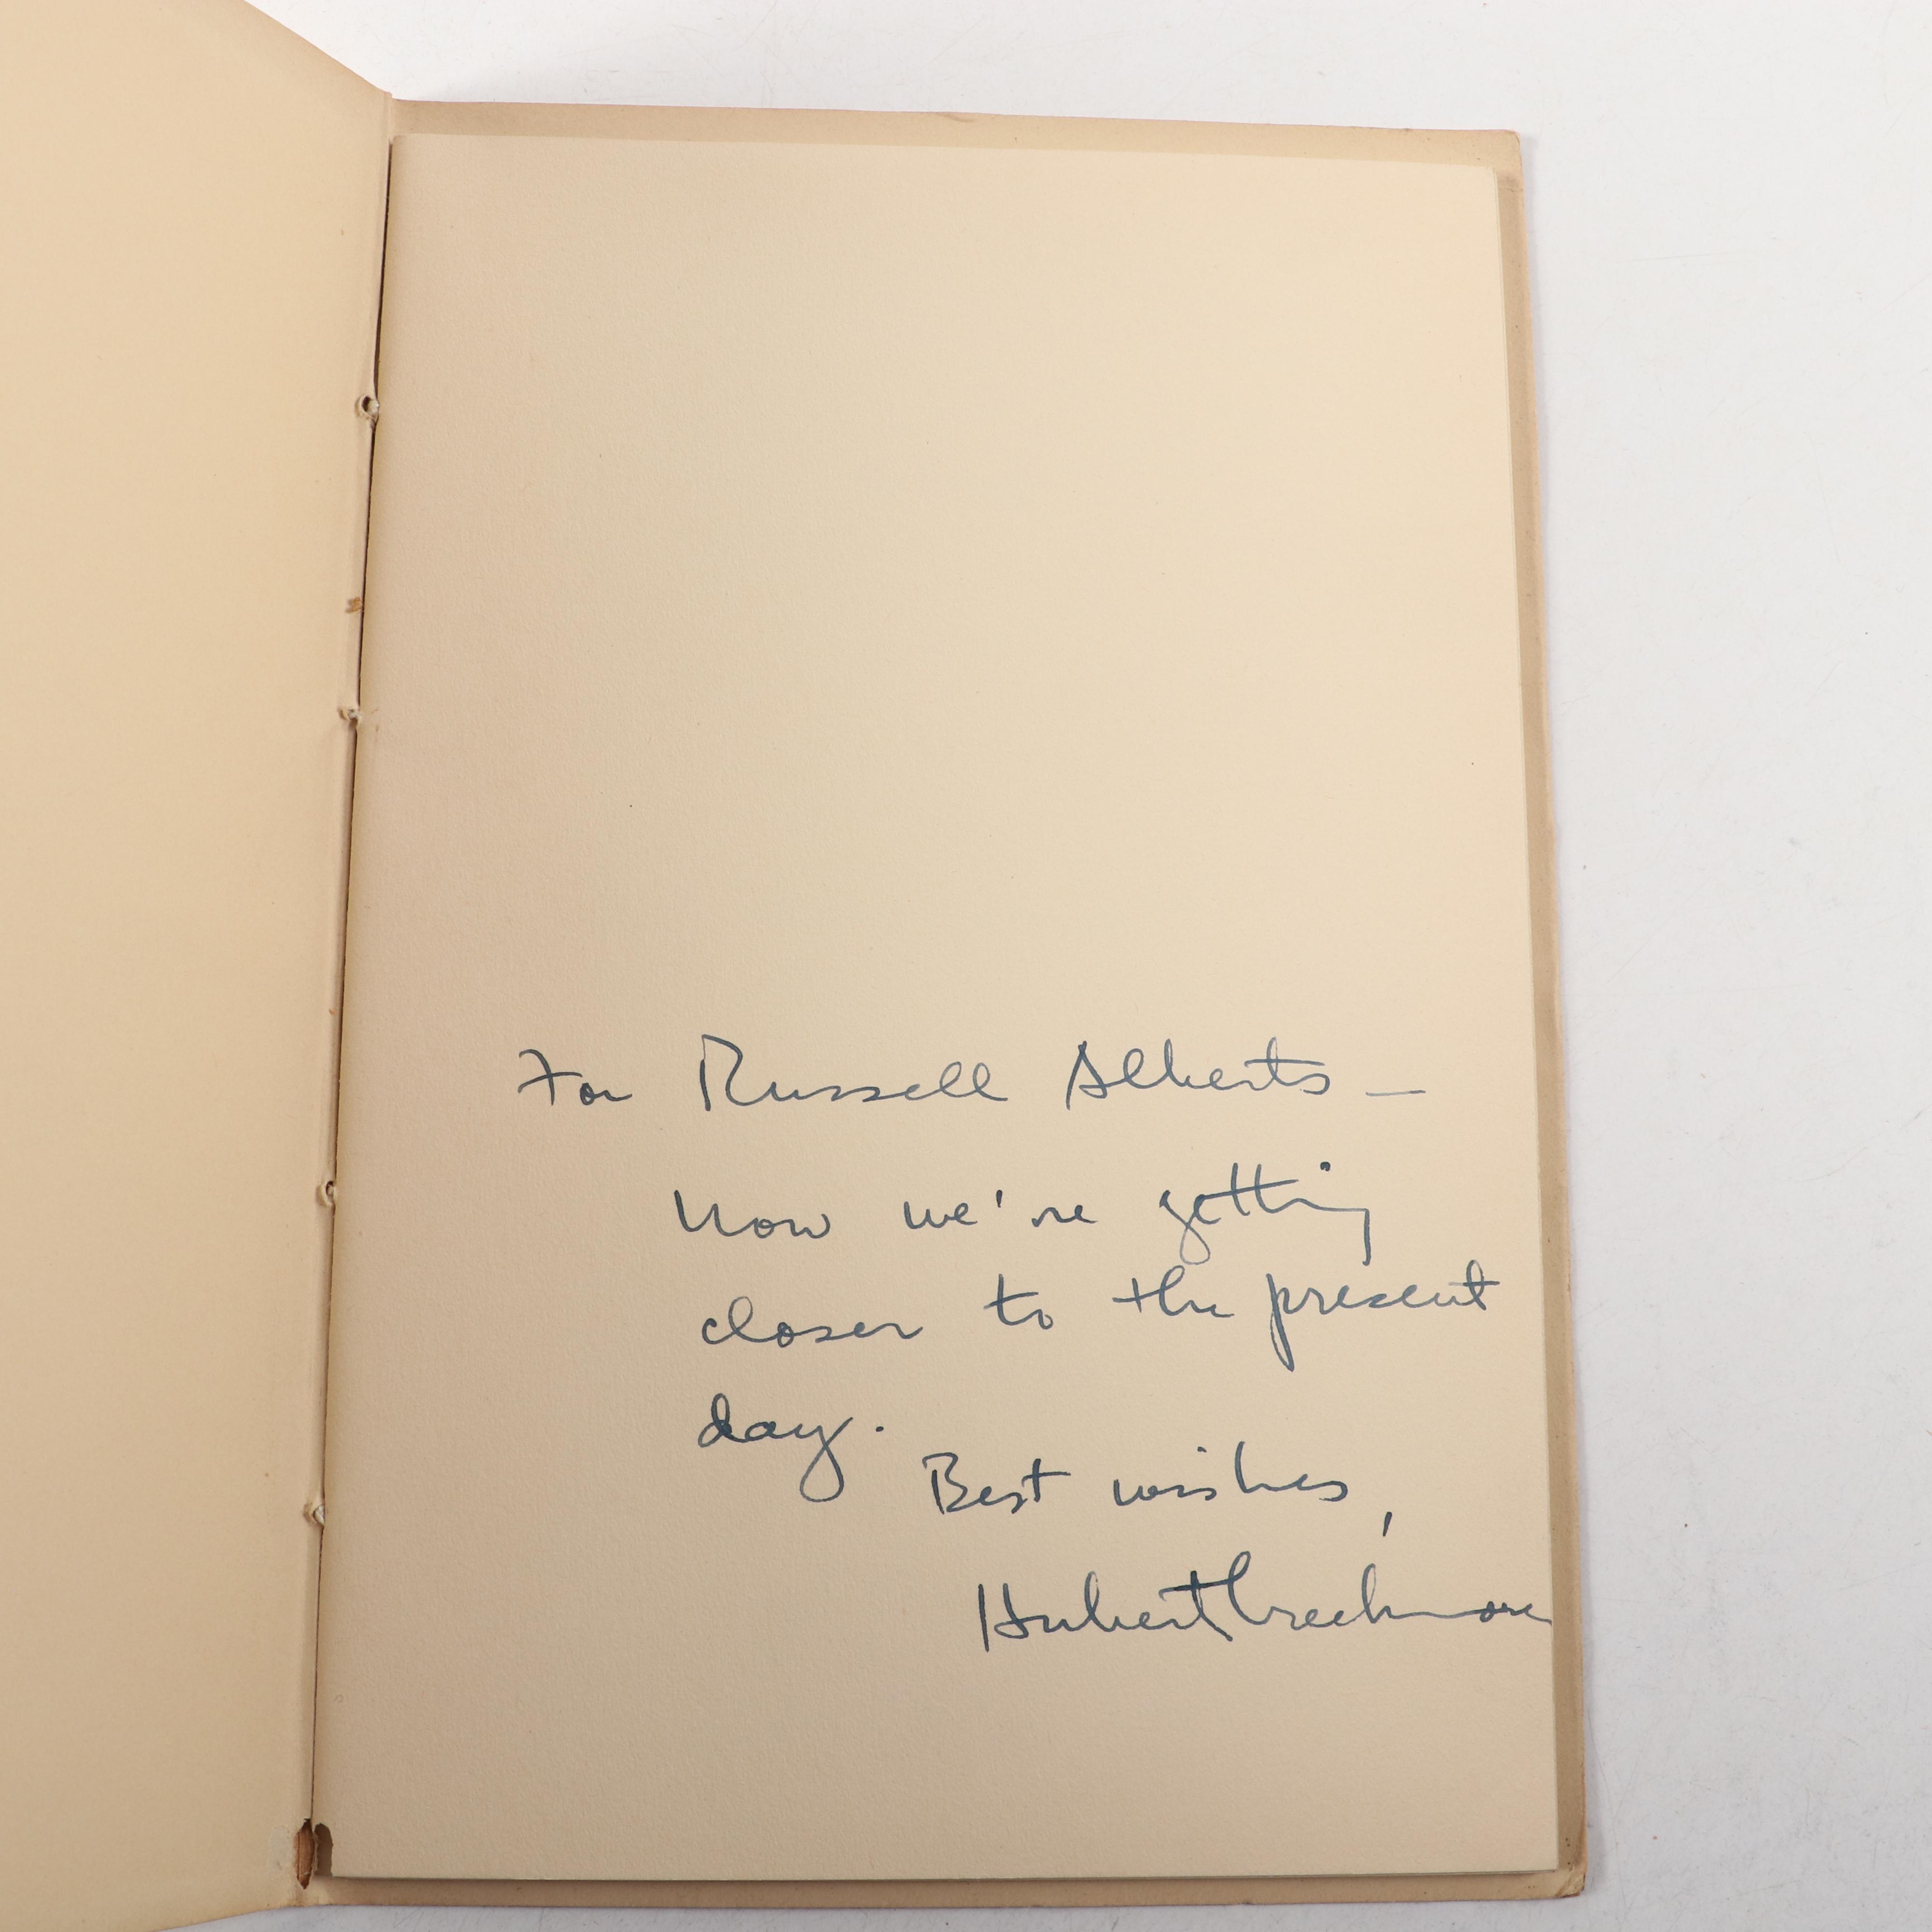 For Russell Alberts —
Now we're getting
closer to the present
day.
Best wishes,
Hubert Creekmore